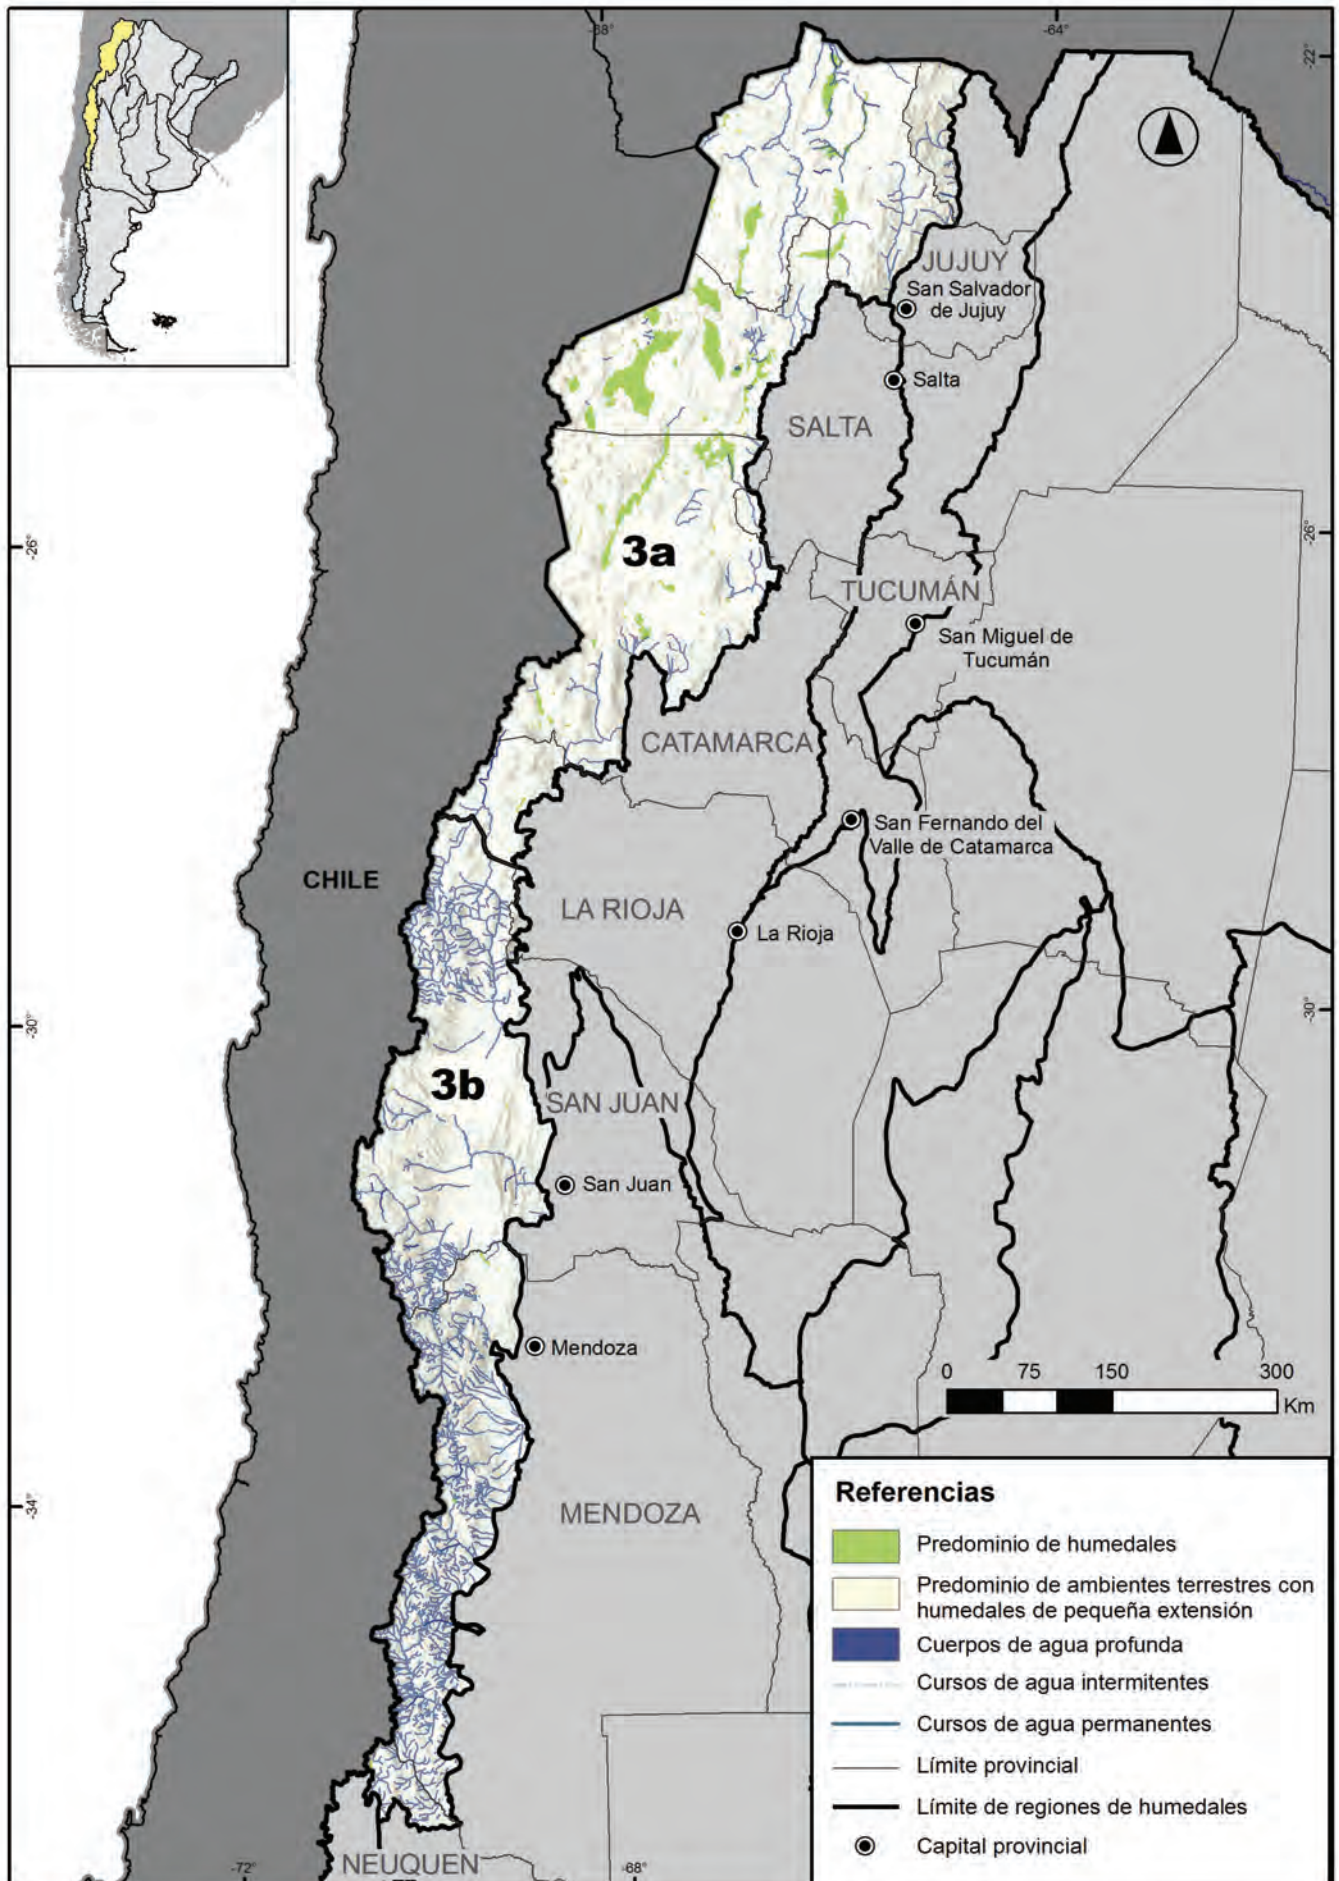 -68°
-64°
-22°
JUJUY
San Salvador
de Jujuy
Salta
SALTA
-26°
-26°
3a
TUCUMÁN
San Miguel de
Tucumán
CATAMARCA
San Fernando del
Valle de Catamarca
CHILE
LA RIOJA
La Rioja
-30°
-30°
3b
SAN JUAN
San Juan
Mendoza
0 75 150 300
Km
-34°
MENDOZA
Referencias
Predominio de humedales
Predominio de ambientes terrestres con
humedales de pequeña extensión
Cuerpos de agua profunda
Cursos de agua intermitentes
Cursos de agua permanentes
Límite provincial
Límite de regiones de humedales
Capital provincial
-72°
-68°
NEUQUEN